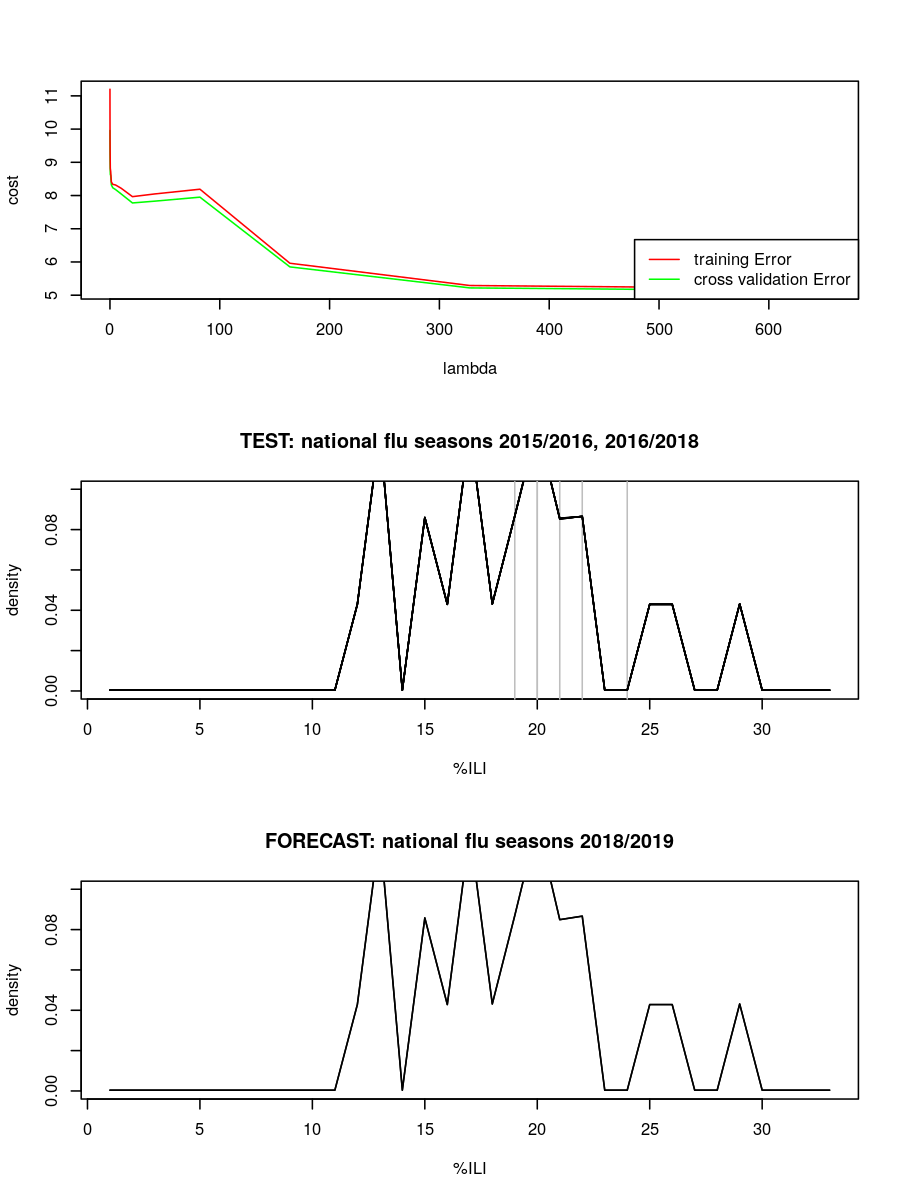 cost
11
10
9
8
7
6
5
training Error
cross validation Error
0 100 200 300 400 500 600
lambda
TEST: national flu seasons 2015/2016, 2016/2018
density
0.08
0.04
0.00
0 5 10 15 20 25 30
%ILI
FORECAST: national flu seasons 2018/2019
density
0.08
0.04
0.00
0 5 10 15 20 25 30
%ILI